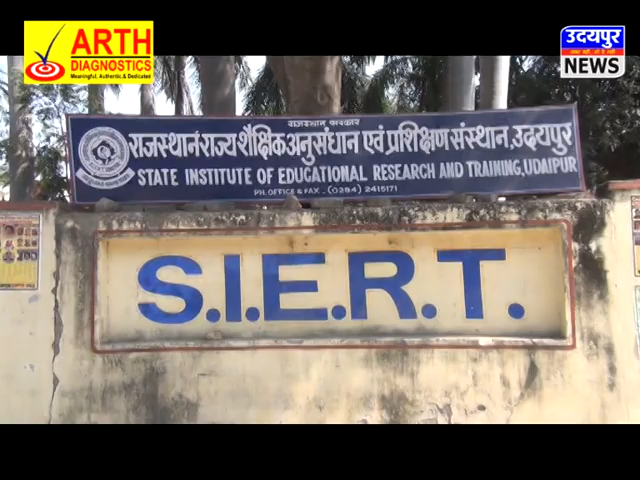 ARTH
DIAGNOSTICS
Meaningful, Authentic & Dedicated
उदयपुर
NEWS
राजस्थान सरकार
राजस्थान राज्य शैक्षिक अनुसंधान एवं प्रशिक्षण संस्थान, उदयपुर
STATE INSTITUTE OF EDUCATIONAL RESEARCH AND TRAINING, UDAIPUR
PH. OFFICE & FAX - (0284) 2415171
S.I.E.R.T.